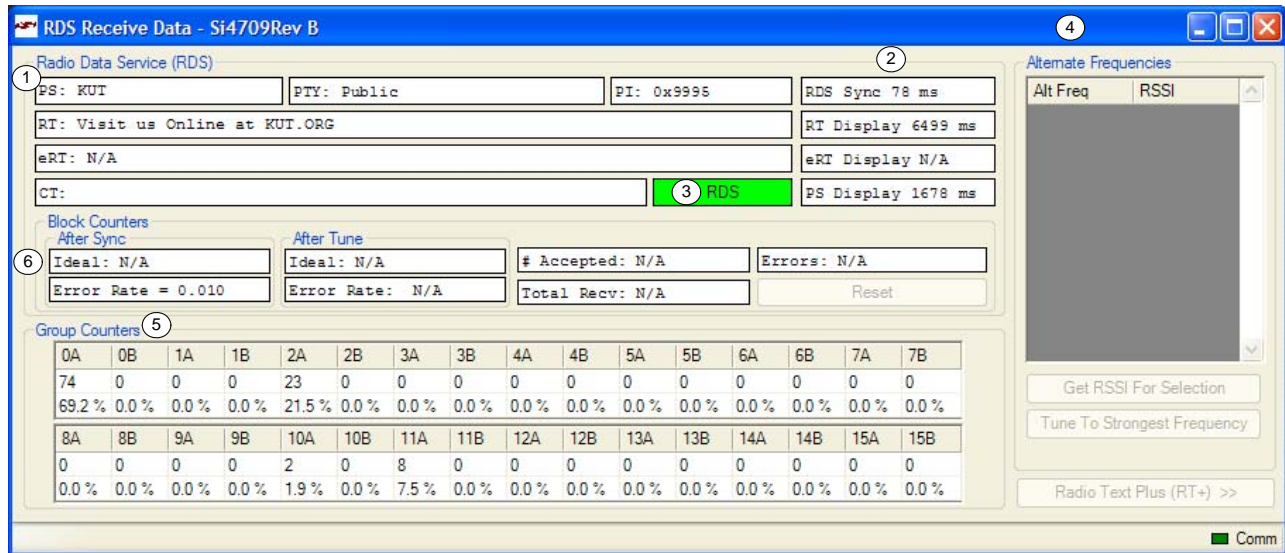 RDS Receive Data - Si4709Rev B
4
Radio Data Service (RDS)
2
Alternate Frequencies
1
PS: KUT
PTY: Public
PI: 0x9995
RDS Sync 78 ms
Alt Freq RSSI
RT: Visit us Online at KUT.ORG
RT Display 6499 ms
eRT: N/A
eRT Display N/A
CT:
3 RDS
PS Display 1678 ms
Block Counters
After Sync
After Tune
6
Ideal: N/A
Ideal: N/A
# Accepted: N/A
Errors: N/A
Error Rate = 0.010
Error Rate: N/A
Total Recv: N/A
Reset
Group Counters
5
0A 0B 1A 1B 2A 2B 3A 3B 4A 4B 5A 5B 6A 6B 7A 7B
74 0 0 0 23 0 0 0 0 0 0 0 0 0 0 0
69.2 % 0.0 % 0.0 % 0.0 % 21.5 % 0.0 % 0.0 % 0.0 % 0.0 % 0.0 % 0.0 % 0.0 % 0.0 % 0.0 % 0.0 % 0.0 %
8A 8B 9A 9B 10A 10B 11A 11B 12A 12B 13A 13B 14A 14B 15A 15B
0 0 0 0 2 0 8 0 0 0 0 0 0 0 0 0
0.0 % 0.0 % 0.0 % 0.0 % 1.9 % 0.0 % 7.5 % 0.0 % 0.0 % 0.0 % 0.0 % 0.0 % 0.0 % 0.0 % 0.0 % 0.0 %
Get RSSI For Selection
Tune To Strongest Frequency
Radio Text Plus (RT+) >>
Comm